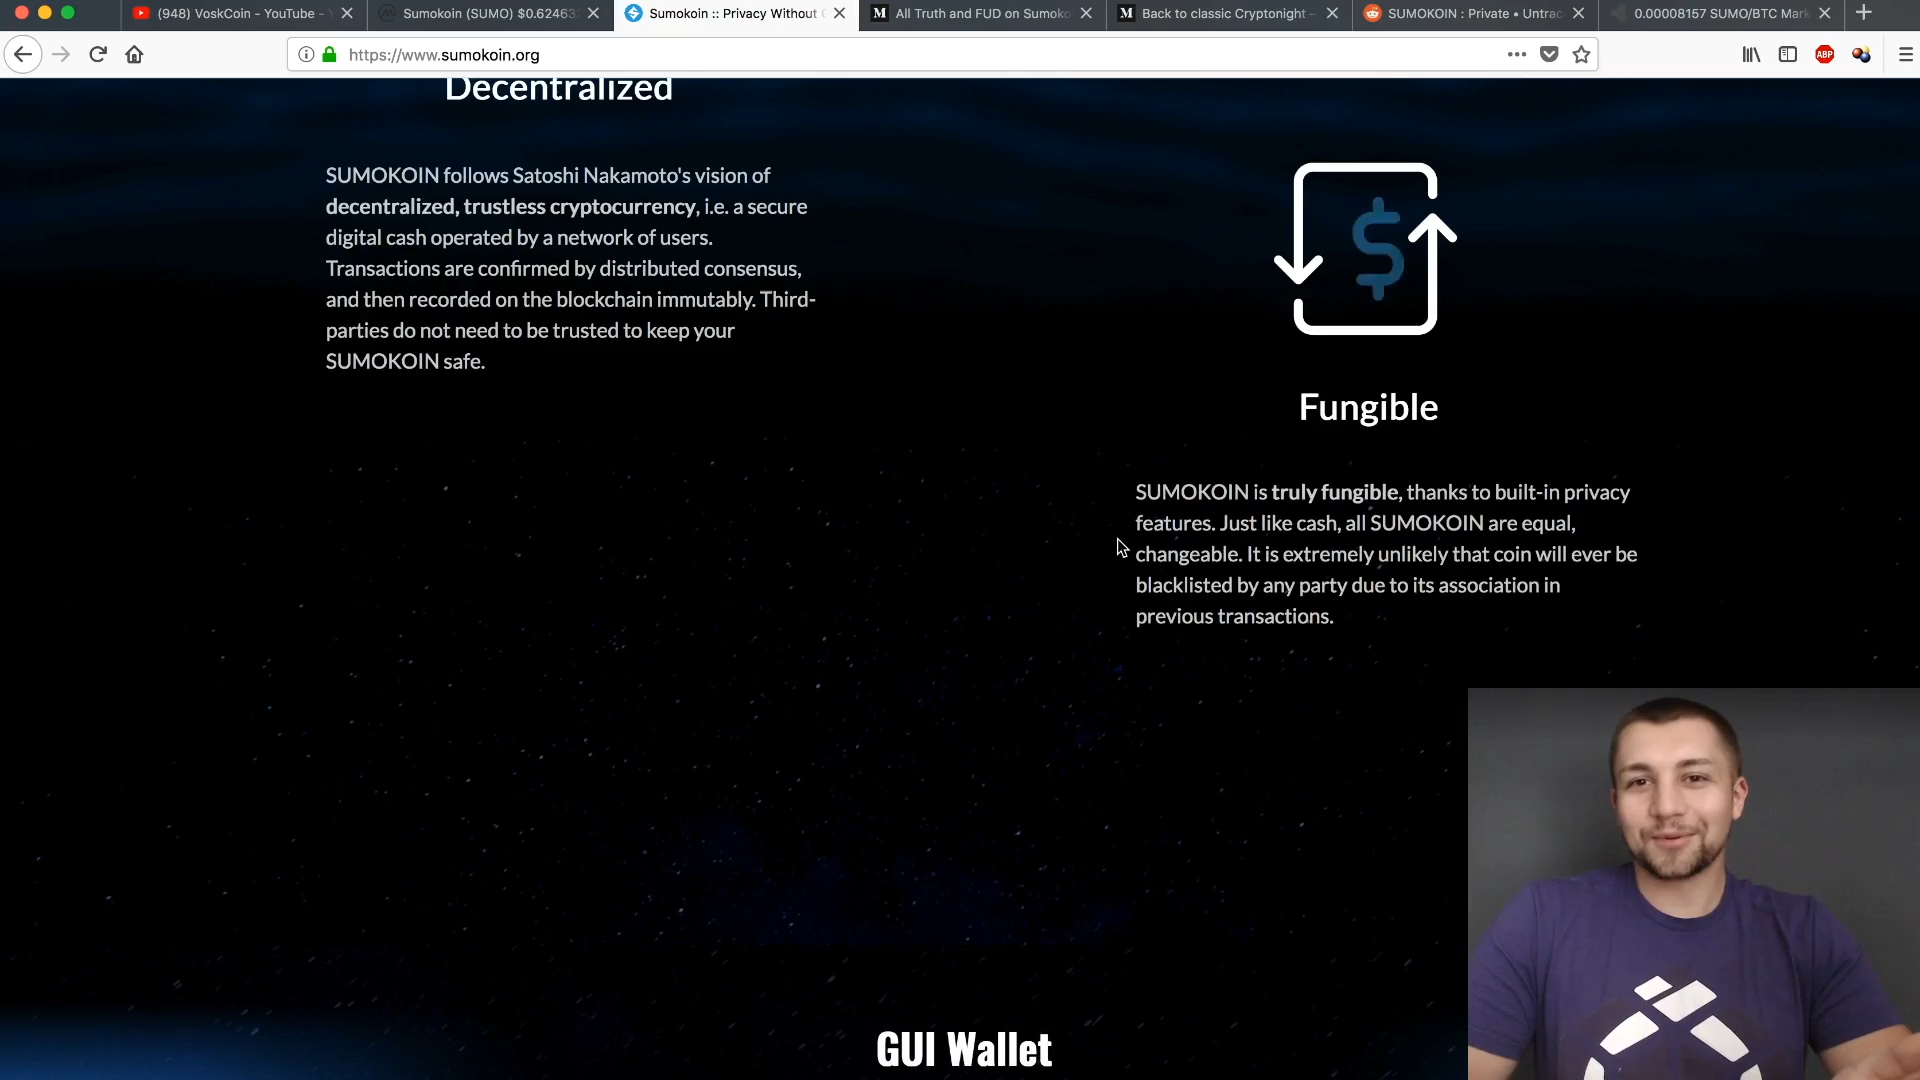 (948) VoskCoin - YouTube -
Sumokoin (SUMO) $0.6246
Sumokoin :: Privacy Without
M All Truth and FUD on Sumoko
M Back to classic Cryptonight –
SUMOKOIN : Private • Untrac
0.00008157 SUMO/BTC Mark
https://www.sumokoin.org
ABP
Decentralized
SUMOKOIN follows Satoshi Nakamoto's vision of
decentralized, trustless cryptocurrency, i.e. a secure
digital cash operated by a network of users.
Transactions are confirmed by distributed consensus,
and then recorded on the blockchain immutably. Third-
parties do not need to be trusted to keep your
SUMOKOIN safe.
$
Fungible
SUMOKOIN is truly fungible, thanks to built-in privacy
features. Just like cash, all SUMOKOIN are equal,
changeable. It is extremely unlikely that coin will ever be
blacklisted by any party due to its association in
previous transactions.
GUI Wallet